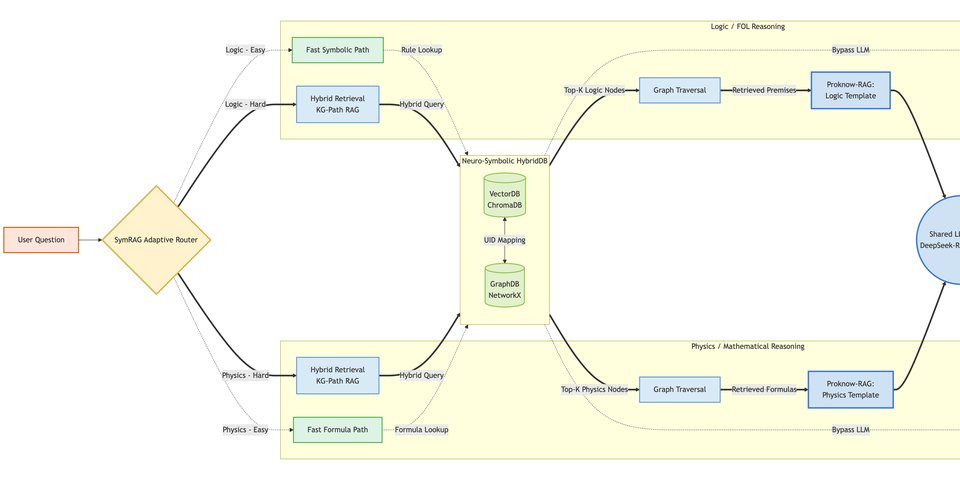 Logic / FOL Reasoning
Logic - Easy
Fast Symbolic Path
Rule Lookup
Bypass LLM
Logic - Hard
Hybrid Retrieval
KG-Path RAG
Hybrid Query
Top-K Logic Nodes
Graph Traversal
Retrieved Premises
Proknow-RAG:
Logic Template
Neuro-Symbolic HybridDB
VectorDB
ChromaDB
UID Mapping
GraphDB
NetworkX
User Question
SymRAG Adaptive Router
Shared
DeepSeek-R
Physics / Mathematical Reasoning
Physics - Hard
Hybrid Retrieval
KG-Path RAG
Hybrid Query
Top-K Physics Nodes
Graph Traversal
Retrieved Formulas
Proknow-RAG:
Physics Template
Physics - Easy
Fast Formula Path
Formula Lookup
Bypass LLM